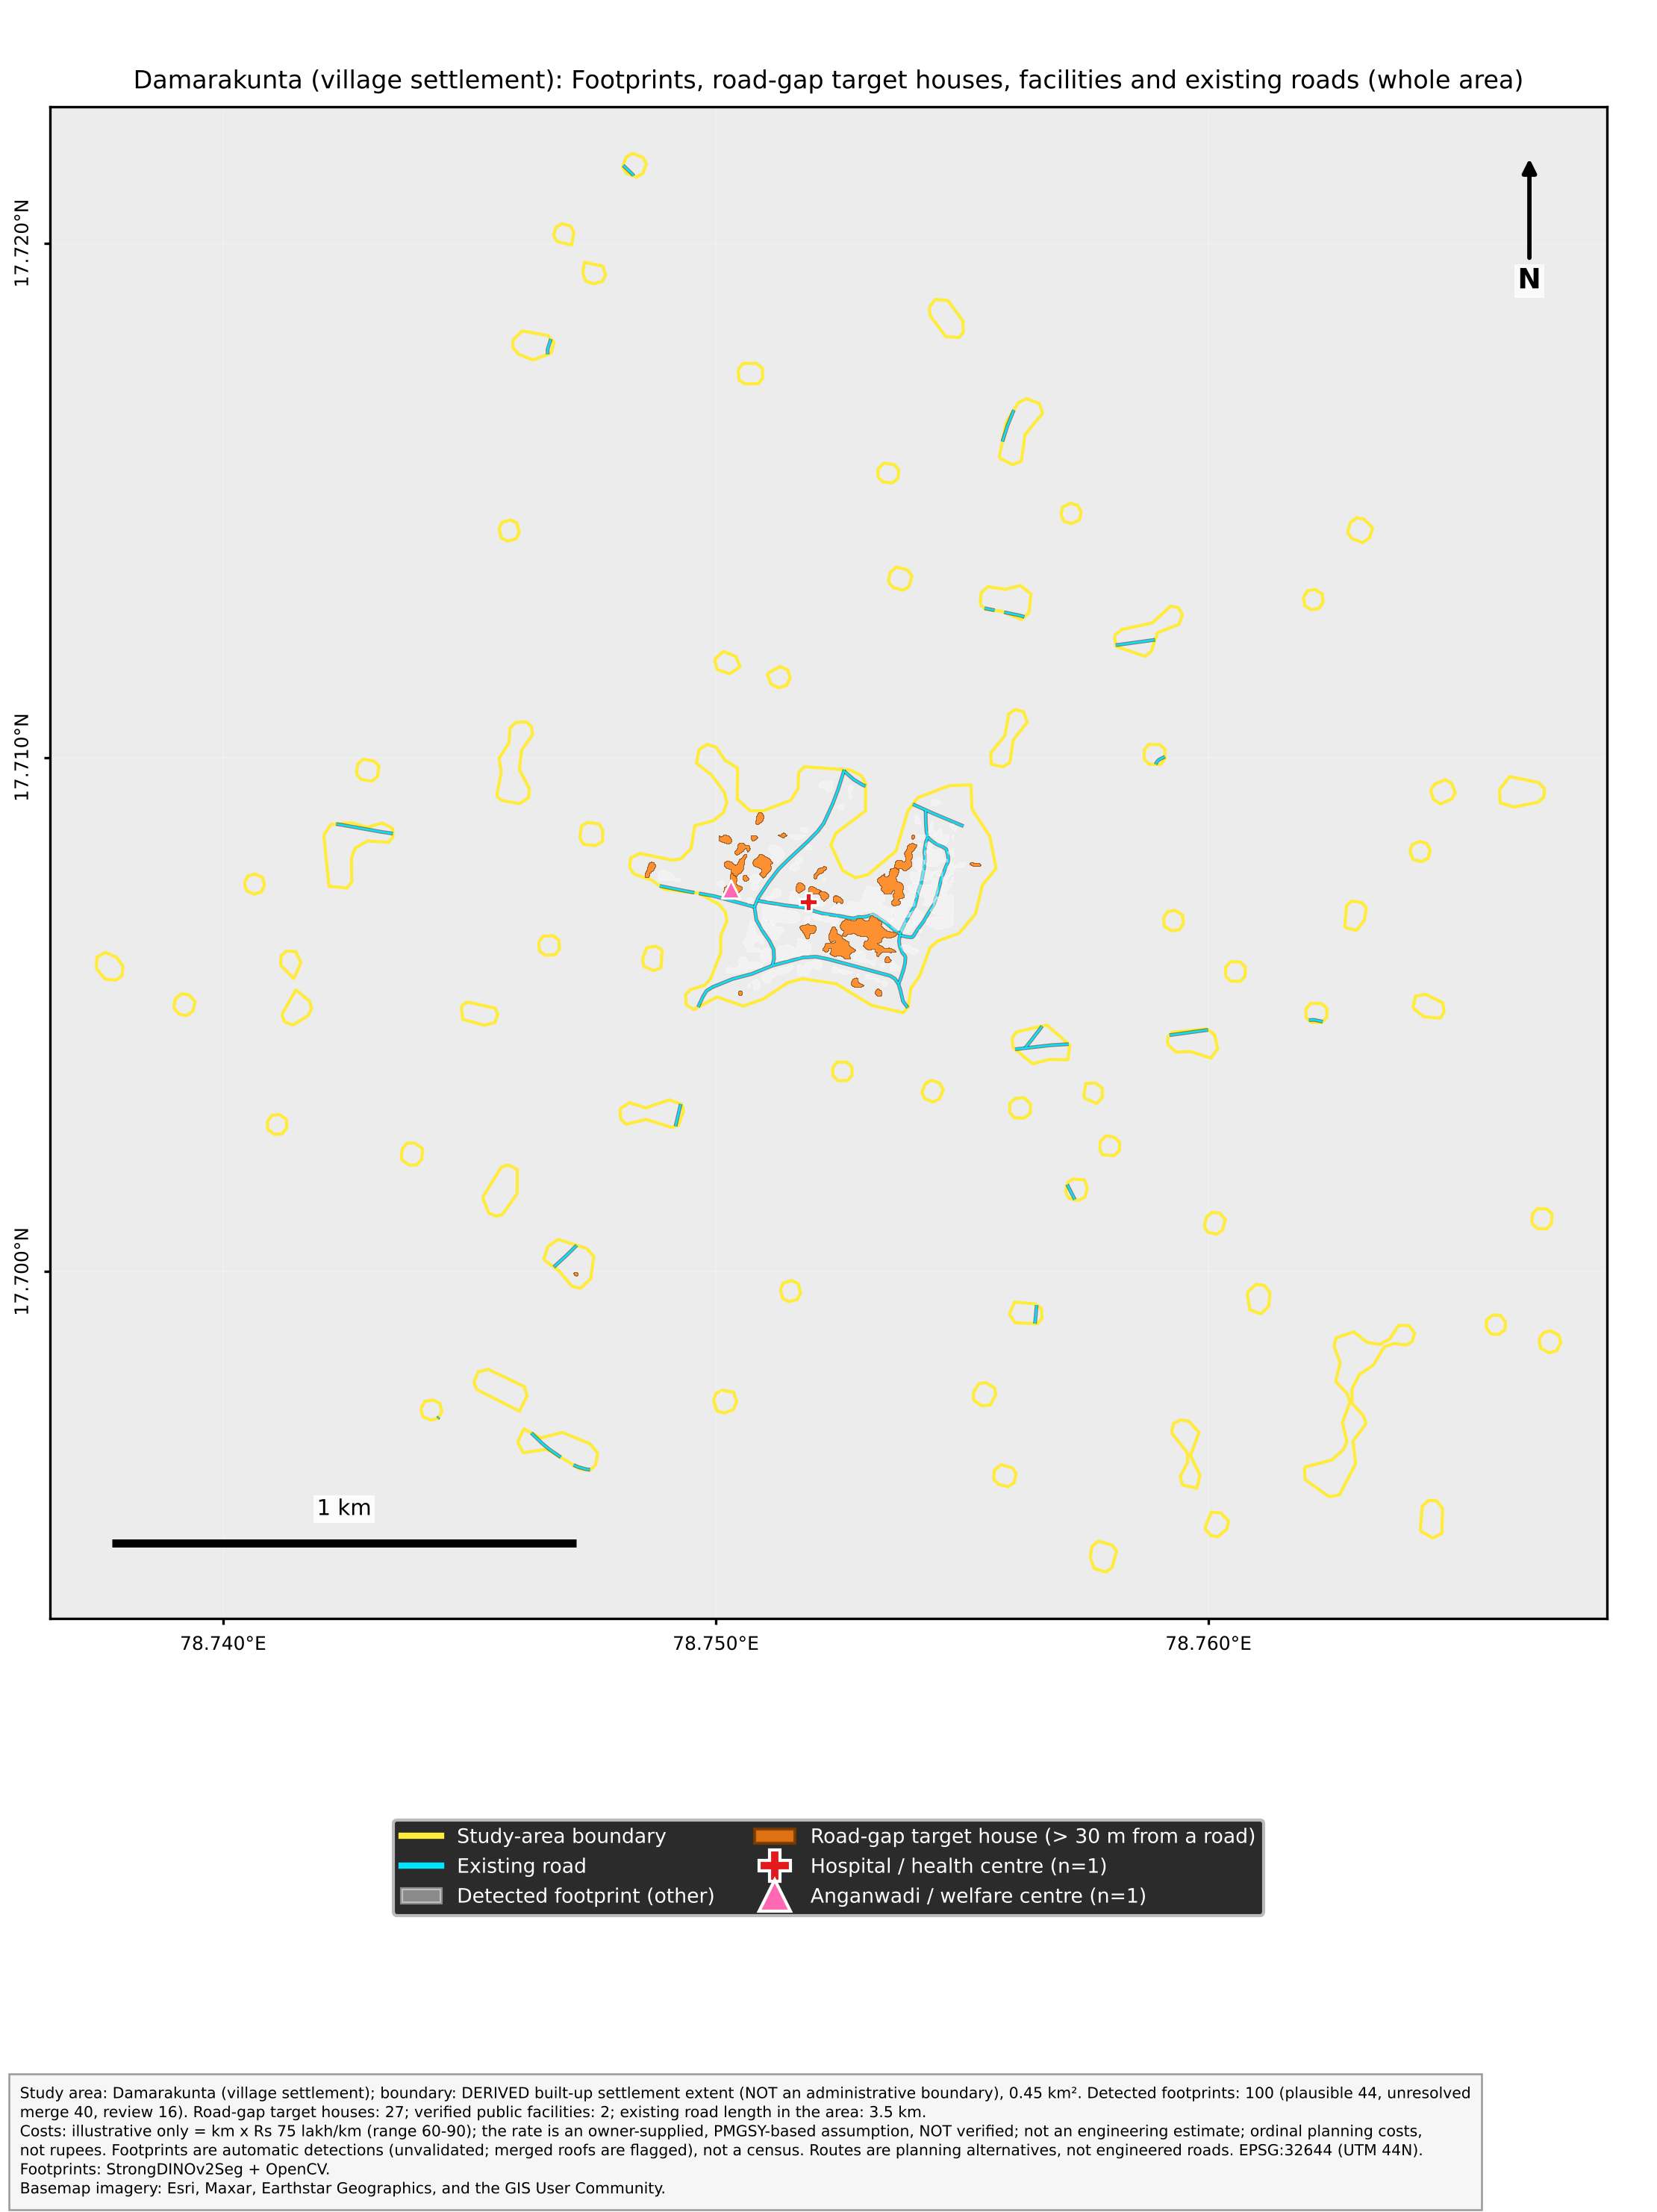 Damarakunta (village settlement): Footprints, road-gap target houses, facilities and existing roads (whole area)
N
17.720°N
17.710°N
17.700°N
1 km
78.740°E
78.750°E
78.760°E
Study-area boundary
Existing road
Detected footprint (other)
Road-gap target house (> 30 m from a road)
Hospital / health centre (n=1)
Anganwadi / welfare centre (n=1)
Study area: Damarakunta (village settlement); boundary: DERIVED built-up settlement extent (NOT an administrative boundary), 0.45 km². Detected footprints: 100 (plausible 44, unresolved
merge 40, review 16). Road-gap target houses: 27; verified public facilities: 2; existing road length in the area: 3.5 km.
Costs: illustrative only = km x Rs 75 lakh/km (range 60-90); the rate is an owner-supplied, PMGSY-based assumption, NOT verified; not an engineering estimate; ordinal planning costs,
not rupees. Footprints are automatic detections (unvalidated; merged roofs are flagged), not a census. Routes are planning alternatives, not engineered roads. EPSG:32644 (UTM 44N).
Footprints: StrongDINOv2Seg + OpenCV.
Basemap imagery: Esri, Maxar, Earthstar Geographics, and the GIS User Community.